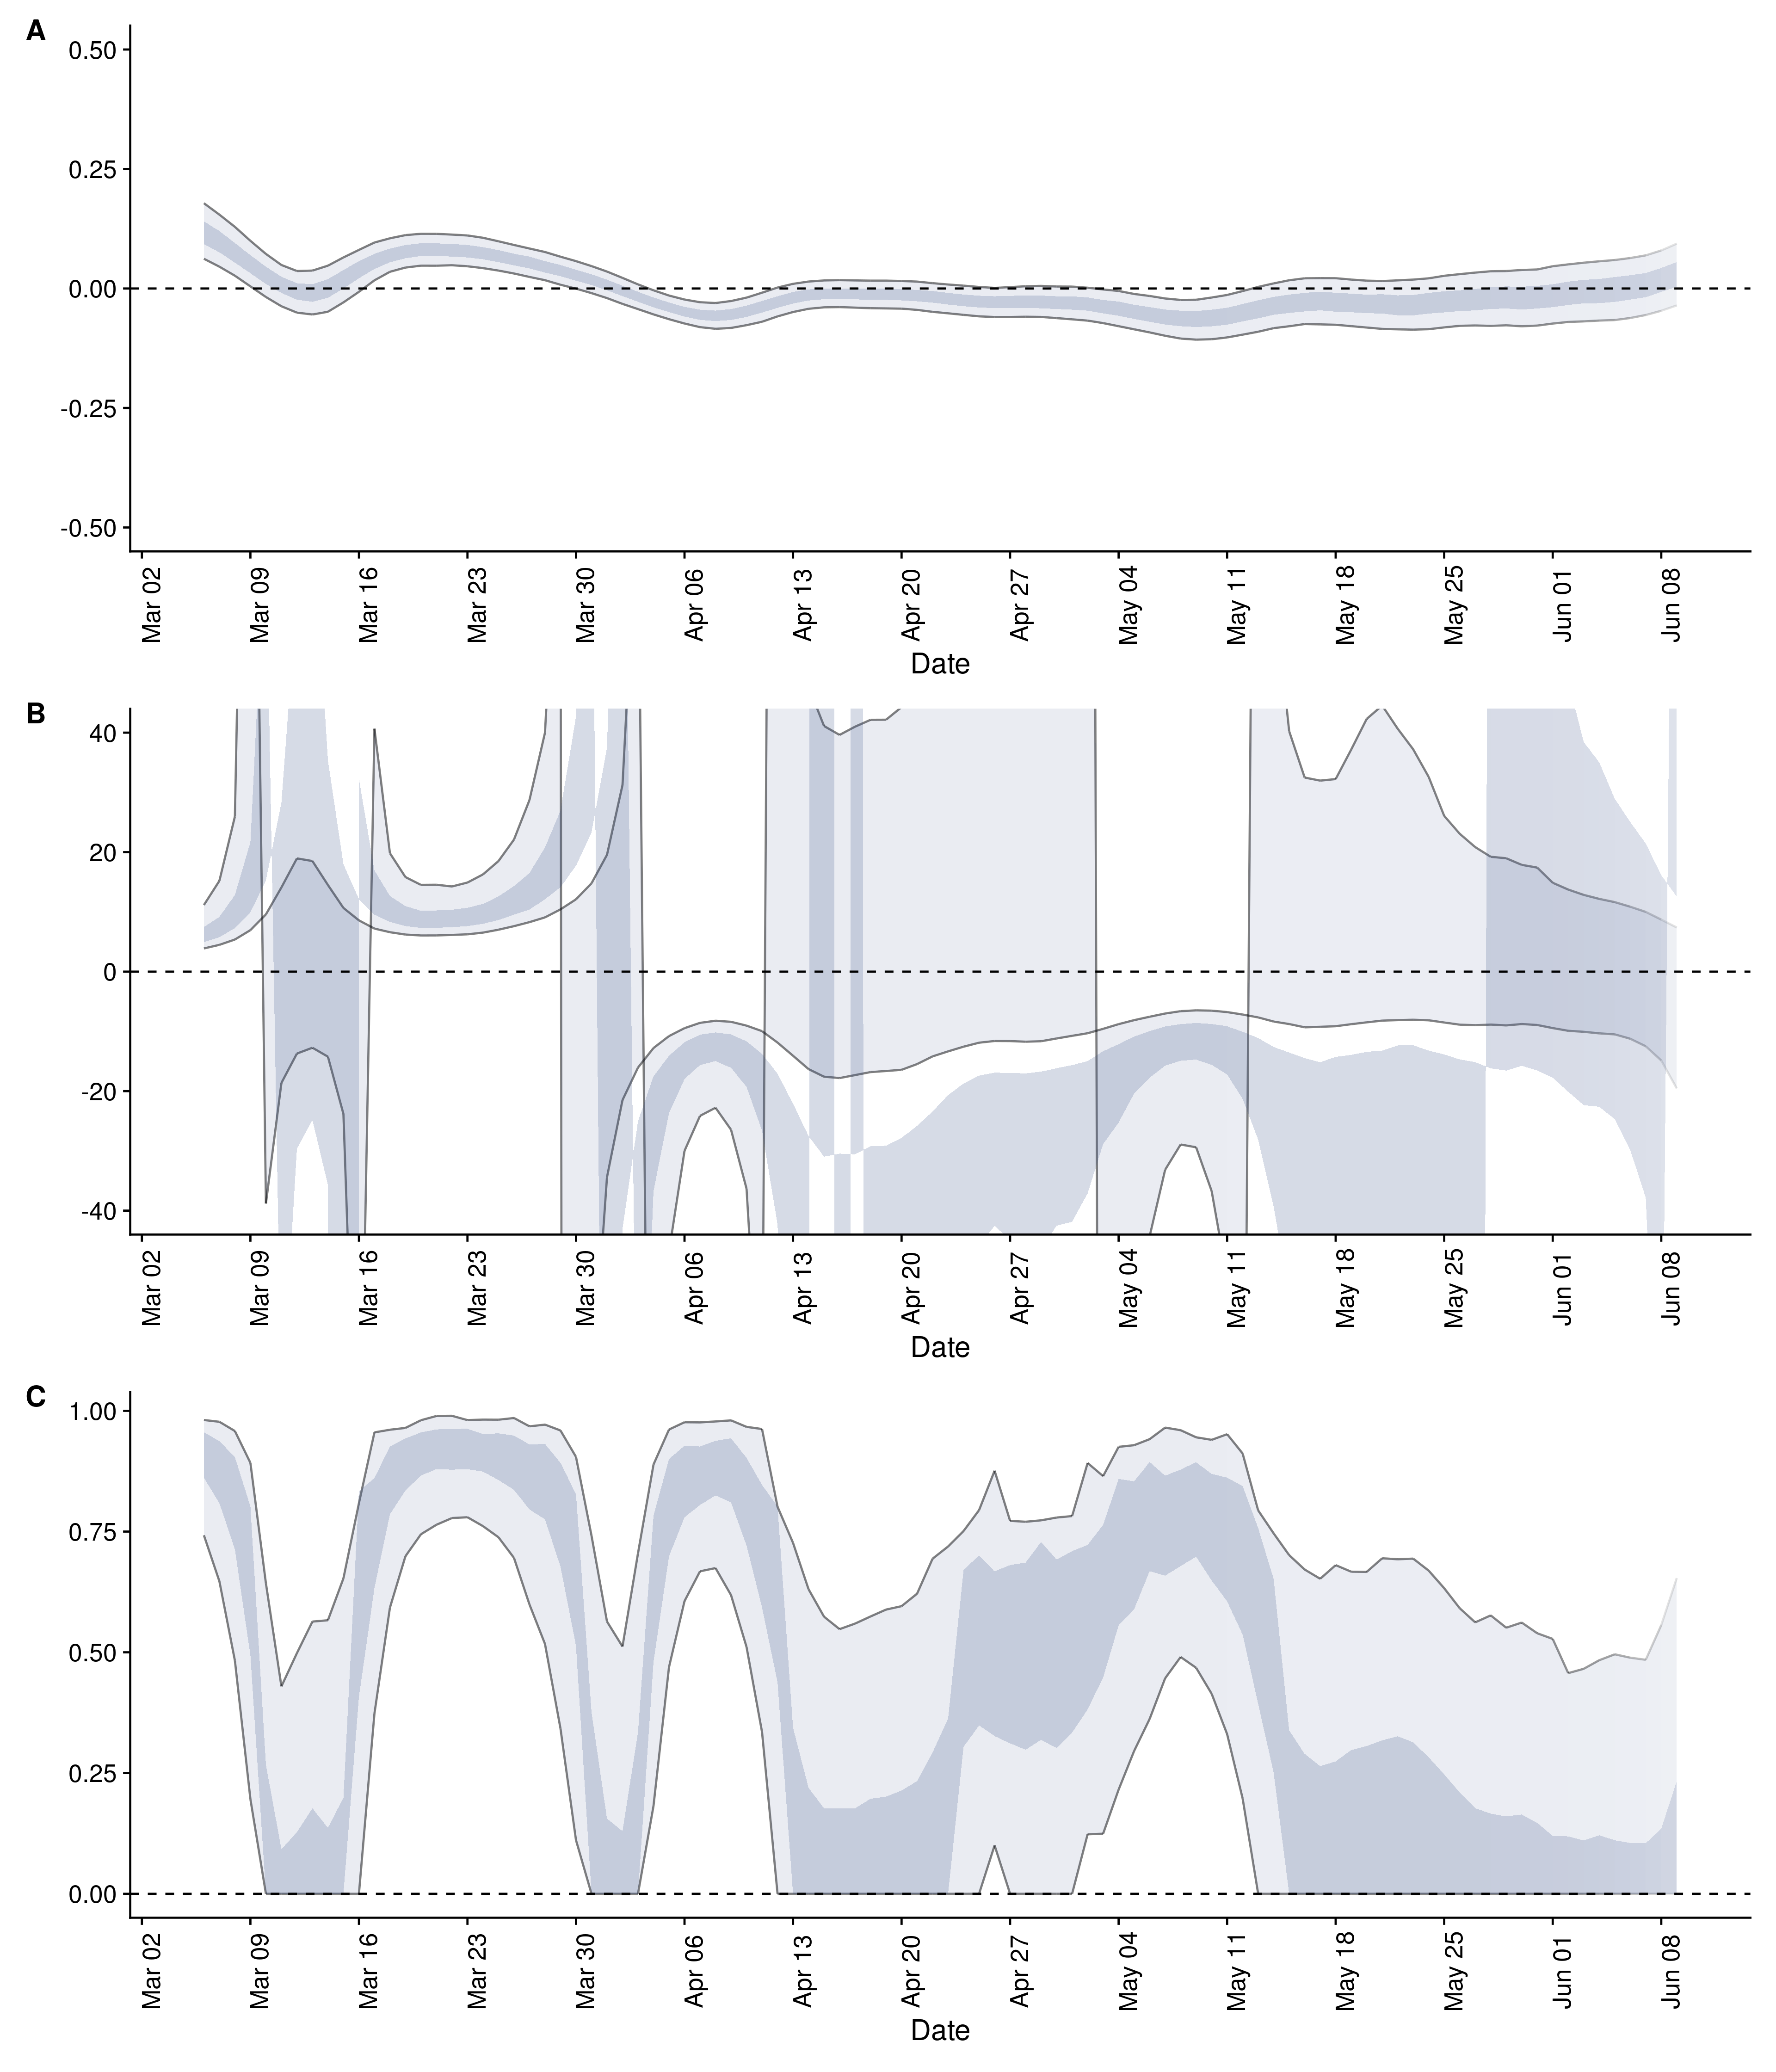 A
0.50
0.25
0.00
-0.25
-0.50
Mar 02
Mar 09
Mar 16
Mar 23
Mar 30
Apr 06
Apr 13
Apr 20
Apr 27
May 04
May 11
May 18
May 25
Jun 01
Jun 08
Date
B
40
20
0
-20
-40
Mar 02
Mar 09
Mar 16
Mar 23
Mar 30
Apr 06
Apr 13
Apr 20
Apr 27
May 04
May 11
May 18
May 25
Jun 01
Jun 08
Date
C
1.00
0.75
0.50
0.25
0.00
Mar 02
Mar 09
Mar 16
Mar 23
Mar 30
Apr 06
Apr 13
Apr 20
Apr 27
May 04
May 11
May 18
May 25
Jun 01
Jun 08
Date